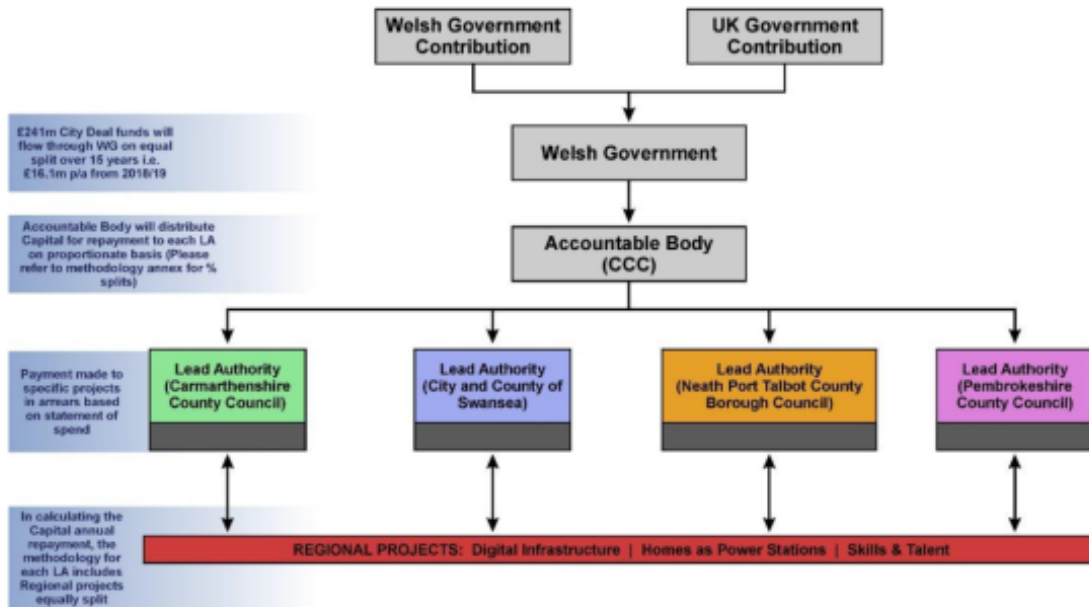 Welsh Government
Contribution
UK Government
Contribution
£241m City Deal funds will
flow through WG on equal
split over 15 years i.e.
£16.1m p/a from 2018/19
Welsh Government
Accountable Body will distribute
Capital for repayment to each LA
on proportionate basis (Please
refer to methodology annex for %
splits)
Accountable Body
(CCC)
Payment made to
specific projects
in arrears based
on statement of
spend
Lead Authority
(Carmarthenshire
County Council)
Lead Authority
(City and County of
Swansea)
Lead Authority
(Neath Port Talbot County
Borough Council)
Lead Authority
(Pembrokeshire
County Council)
In calculating the
Capital annual
repayment, the
methodology for
each LA includes
Regional projects
equally split
REGIONAL PROJECTS: Digital Infrastructure | Homes as Power Stations | Skills & Talent